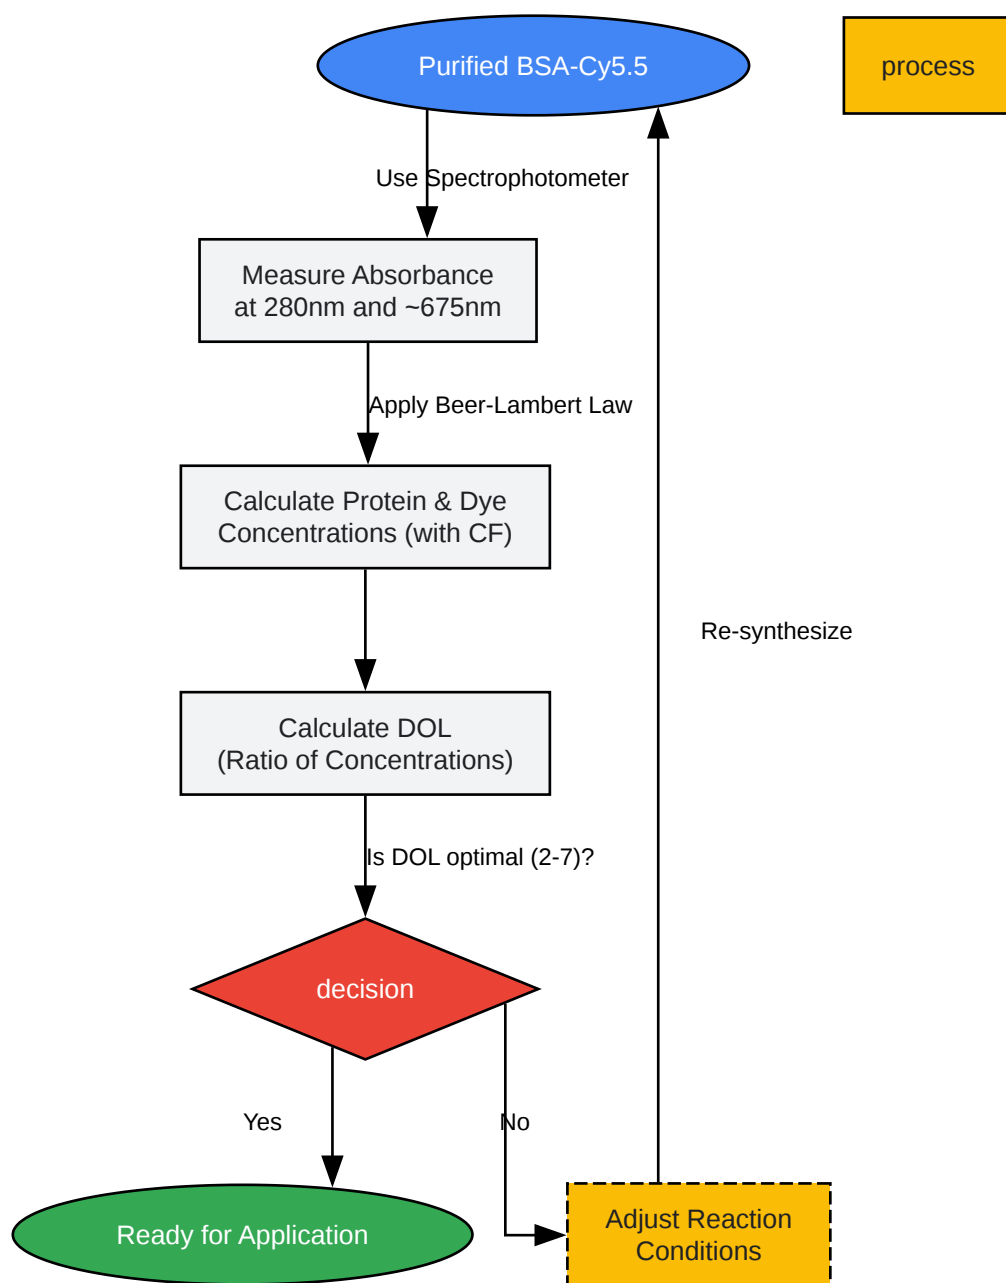 Purified BSA-Cy5.5
process
Use Spectrophotometer
Measure Absorbance
at 280nm and ~675nm
Apply Beer-Lambert Law
Calculate Protein & Dye
Concentrations (with CF)
Re-synthesize
Calculate DOL
(Ratio of Concentrations)
Is DOL optimal (2-7)?
decision
Yes
No
Ready for Application
Adjust Reaction
Conditions